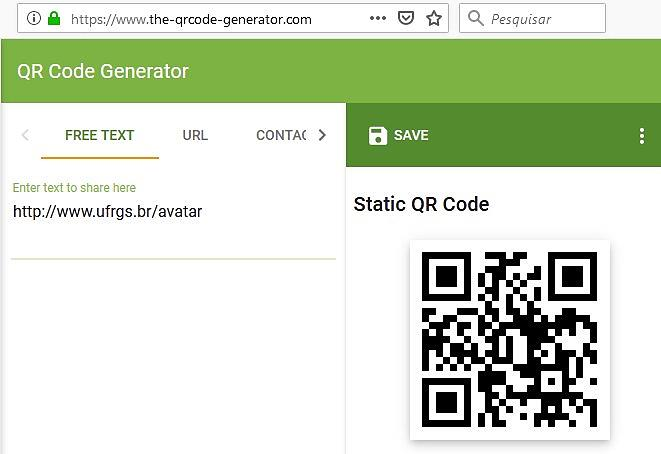 https://www.the-qrcode-generator.com
Pesquisar
QR Code Generator
FREE TEXT URL CONTAC
SAVE
Enter text to share here
http://www.ufrgs.br/avatar
Static QR Code